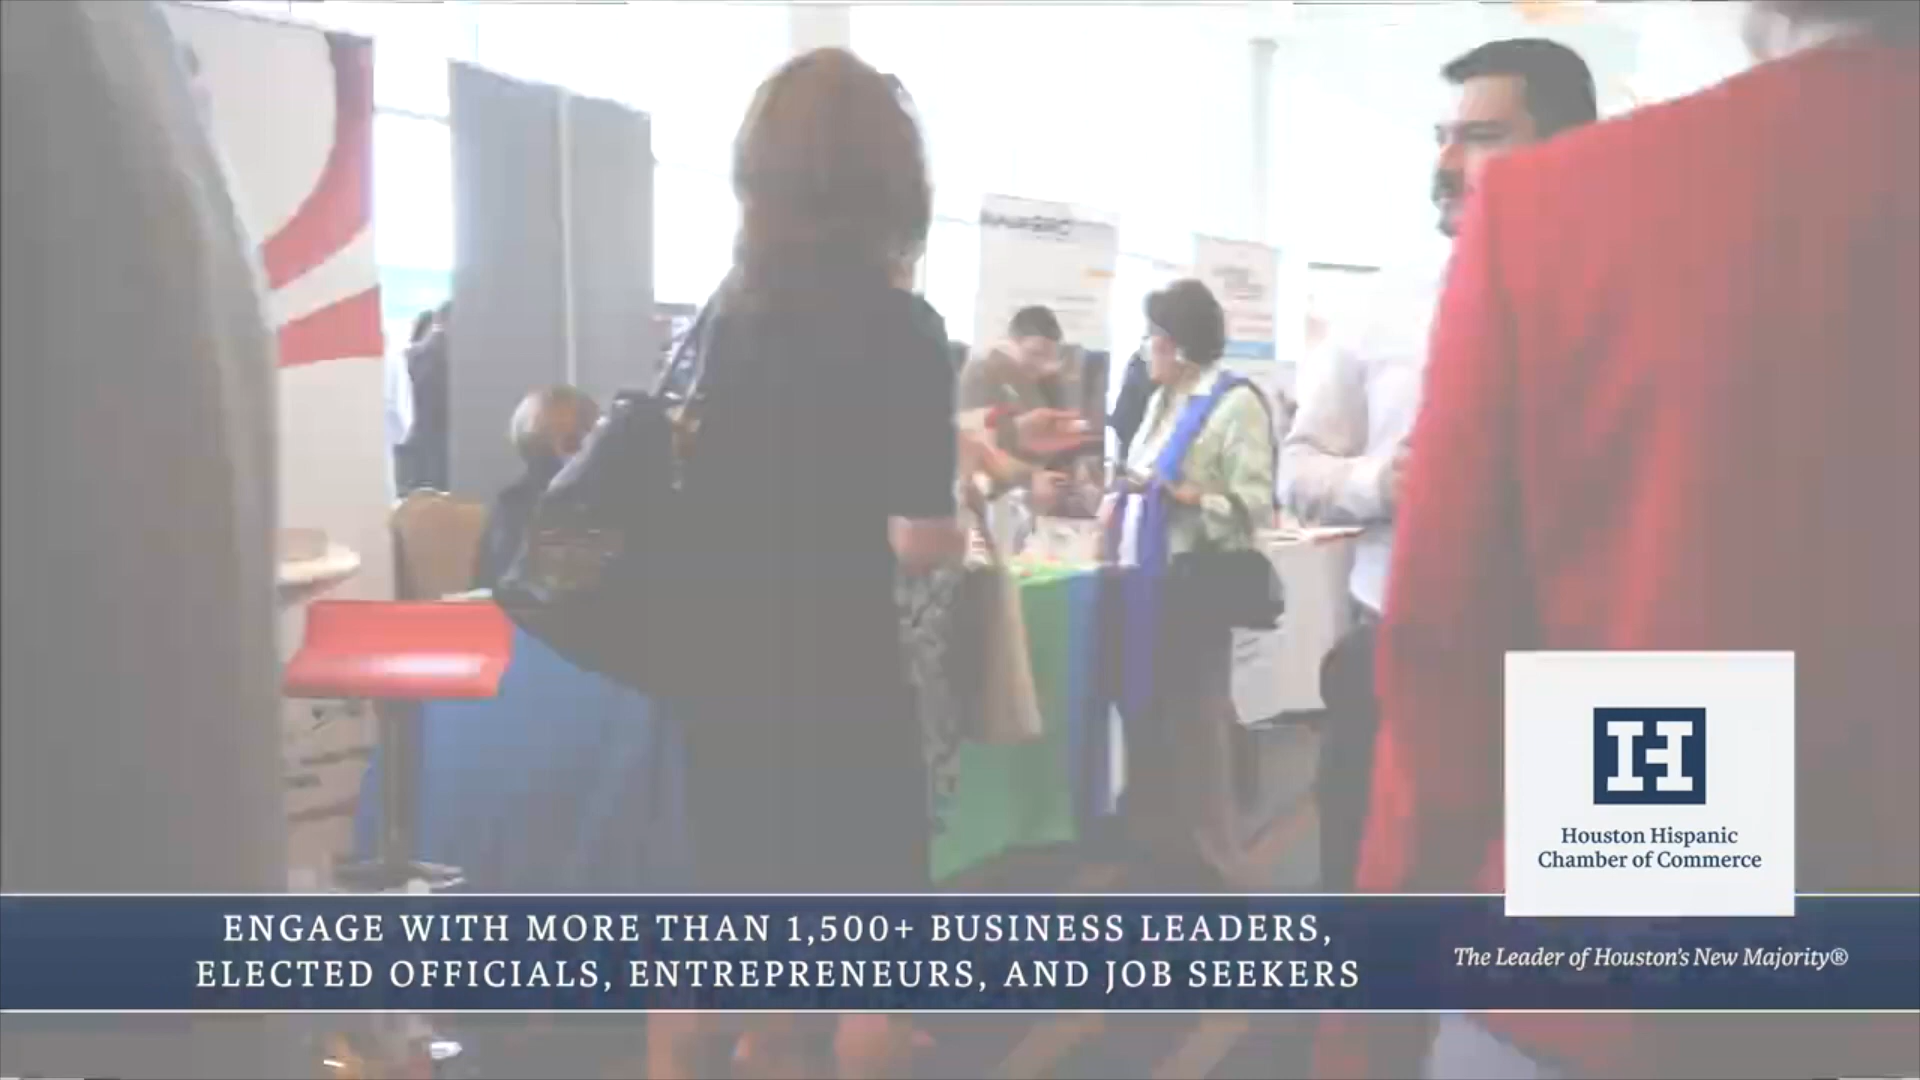 ENGAGE WITH MORE THAN 1,500+ BUSINESS LEADERS,
ELECTED OFFICIALS, ENTREPRENEURS, AND JOB SEEKERS
Houston Hispanic
Chamber of Commerce
The Leader of Houston's New Majority®